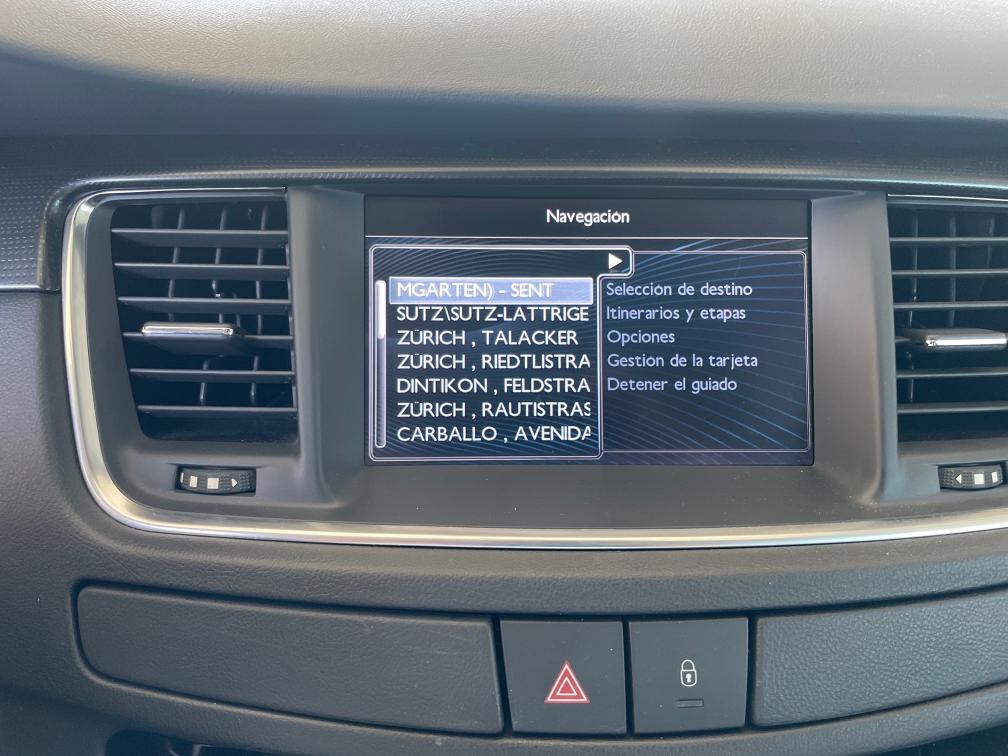 Navegación
MGARTEN) - SENT
SUTZ\SUTZ-LATTRIGE
ZÜRICH , TALACKER
ZÜRICH , RIEDTLISTRA
DINTIKON , FELDSTRA
ZÜRICH , RAUTISTRAS
CARBALLO , AVENIDA
Seleccion de destino
Itinerarios y etapas
Opciones
Gestion de la tarjeta
Detener el guiado